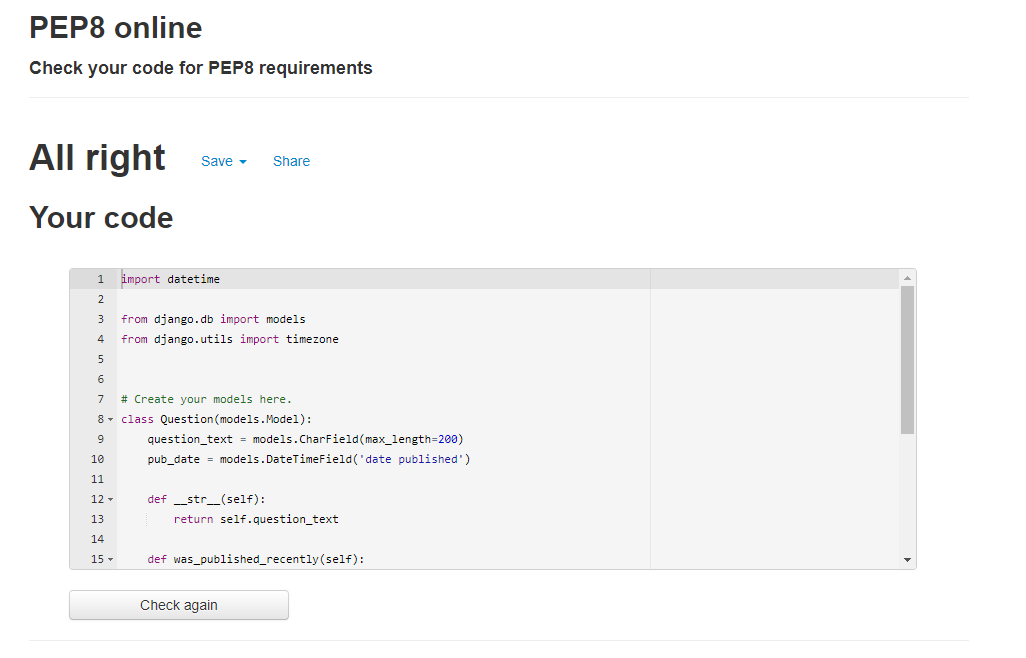 PEP8 online
Check your code for PEP8 requirements
All right Save Share
Your code
1 import datetime
2
3 from django.db import models
4 from django.utils import timezone
5
6
7 # Create your models here.
8 class Question(models.Model):
9     question_text = models.CharField(max_length=200)
10     pub_date = models.DateTimeField('date published')
11
12     def __str__(self):
13         return self.question_text
14
15     def was_published_recently(self):
Check again